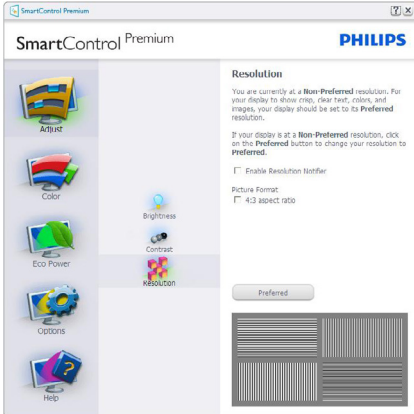 SmartControl Premium
SmartControl Premium
PHILIPS
Adjust
Color
Eco Power
Options
Help
Brightness
Contrast
Resolution
Resolution
You are currently at a Non-Preferred resolution. For
your display to show crisp, clear text, colors, and
images, your display should be set to its Preferred
resolution.
If your display is at a Non-Preferred resolution, click
on the Preferred button to change your resolution to
Preferred.
Enable Resolution Notifier
Picture Format
4:3 aspect ratio
Preferred